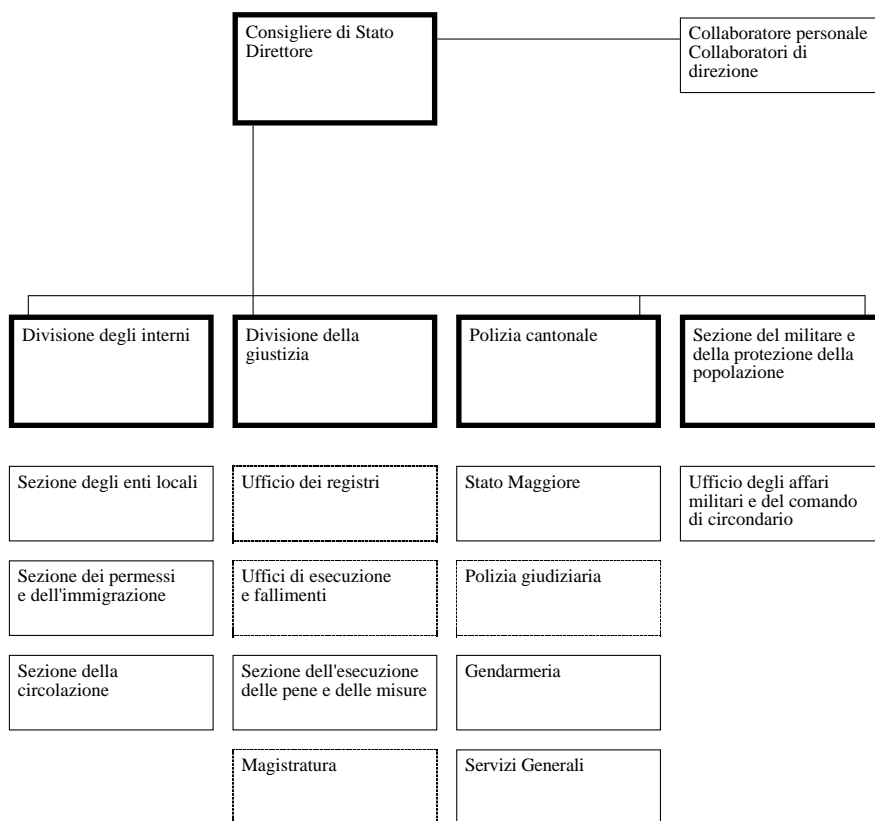 Consigliere di Stato
Direttore
Collaboratore personale
Collaboratori di
direzione
Divisione degli interni
Divisione della
giustizia
Polizia cantonale
Sezione del militare e
della protezione della
popolazione
Sezione degli enti locali
Ufficio dei registri
Stato Maggiore
Ufficio degli affari
militari e del comando
di circondario
Sezione dei permessi
e dell'immigrazione
Uffici di esecuzione
e fallimenti
Polizia giudiziaria
Sezione della
circolazione
Sezione dell'esecuzione
delle pene e delle misure
Gendarmeria
Magistratura
Servizi Generali